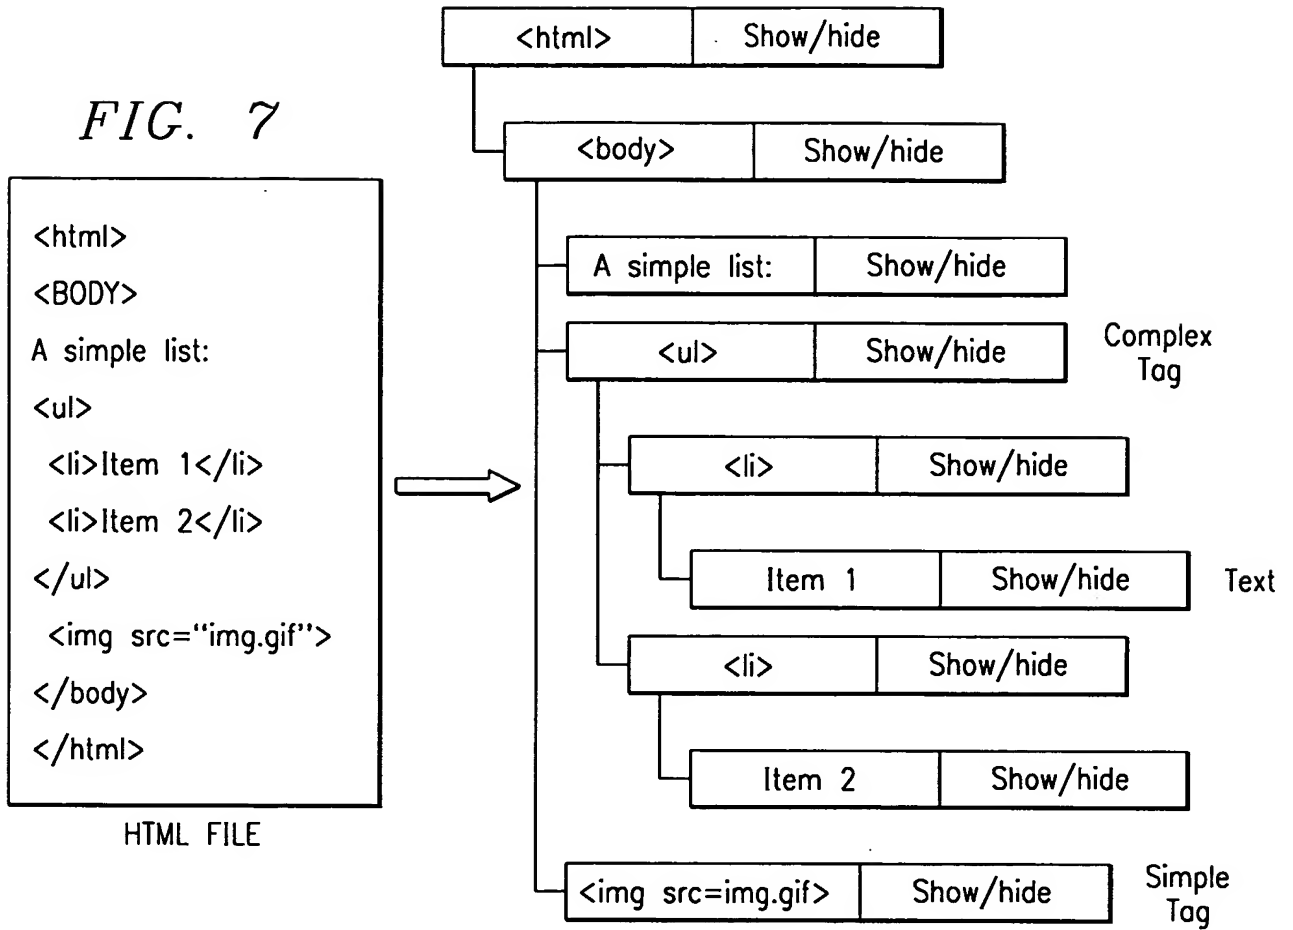 FIG. 7
<html>
<BODY>
A simple list:
<ul>
<li>Item 1</li>
<li>Item 2</li>
</ul>
<img src=“img.gif”>
</body>
</html>
HTML FILE
<html> Show/hide
<body> Show/hide
A simple list: Show/hide
<ul> Show/hide
Complex
Tag
<li> Show/hide
Item 1 Show/hide
Text
<li> Show/hide
Item 2 Show/hide
<img src=img.gif> Show/hide
Simple
Tag